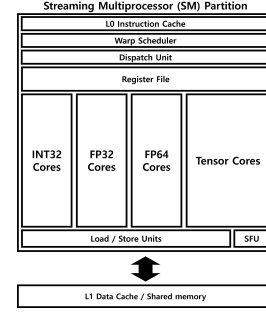 Streaming Multiprocessor (SM) Partition
L0 Instruction Cache
Warp Scheduler
Dispatch Unit
Register File
INT32 Cores
FP32 Cores
FP64 Cores
Tensor Cores
Load / Store Units
SFU
L1 Data Cache / Shared memory